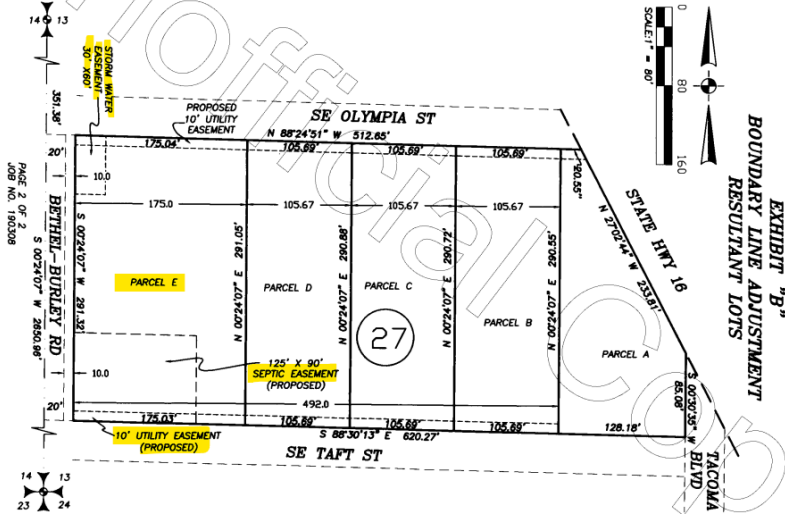 EXHIBIT "B"
BOUNDARY LINE ADJUSTMENT
RESULTANT LOTS
0
80
160
SCALE:1" = 80'
14 13
STORM WATER
EASEMENT
30' X60'
351.36'
PROPOSED
10' UTILITY
EASEMENT
SE OLYMPIA ST
N 88'24'51" W 512.65'
175.04'
105.69'
105.69'
105.69'
20.55'
20'
10.0
175.0
105.67
105.67
105.67
STATE HWY 16
N 27'02'44" W 233.81'
BETHEL-BURLEY RD
S 00'24'07" W 2650.96'
S 00'24'07" W 291.32'
N 00'24'07" E 291.05'
N 00'24'07" E 290.88'
N 00'24'07" E 290.72'
N 00'24'07" E 290.55'
PARCEL E
PARCEL D
PARCEL C
PARCEL B
PARCEL A
27
125' X 90'
SEPTIC EASEMENT
(PROPOSED)
10.0
492.0
20'
175.03'
105.69'
105.69'
105.69'
128.18'
S 88'30'13" E 620.27'
S 00'30'35" W
85.08'
10' UTILITY EASEMENT
(PROPOSED)
SE TAFT ST
TACOMA
BLVD
PAGE 2 OF 2
JOB NO. 190308
14 13
23 24
Unofficial Cop